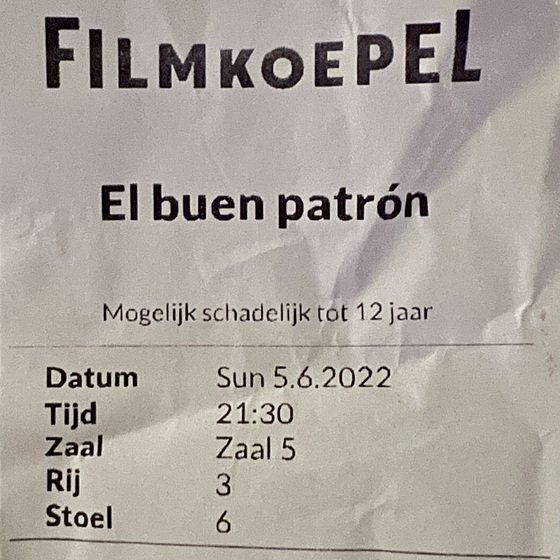 FILMKOEPEL
El buen patrón
Mogelijk schadelijk tot 12 jaar
Datum Sun 5.6.2022
Tijd 21:30
Zaal Zaal 5
Rij 3
Stoel 6